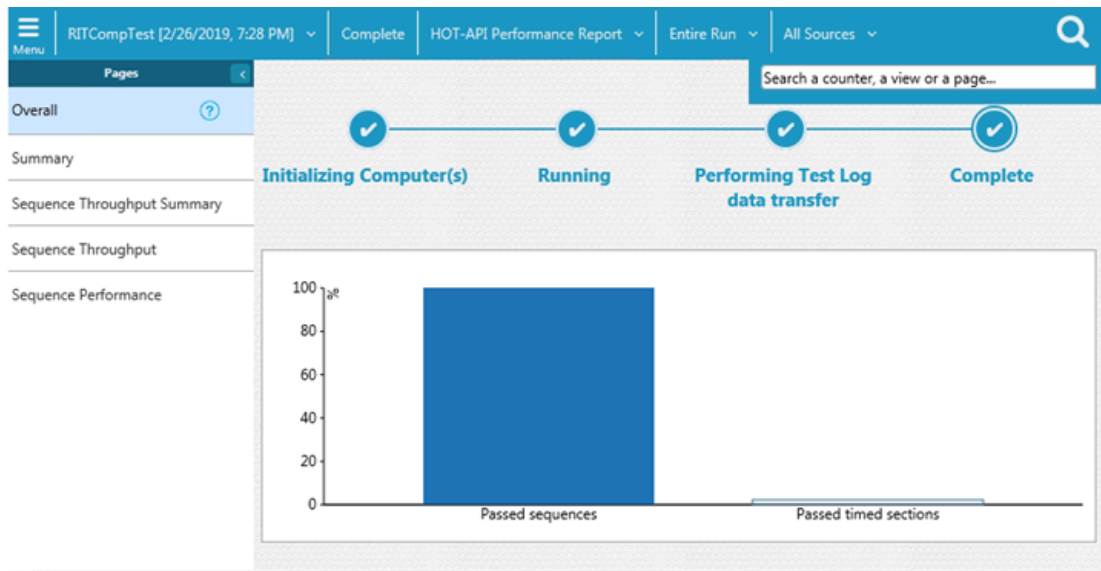 Menu
RITCompTest [2/26/2019, 7:28 PM]
Complete
HOT-API Performance Report
Entire Run
All Sources
Pages
Search a counter, a view or a page...
Overall
?
Summary
Sequence Throughput Summary
Sequence Throughput
Sequence Performance
Initializing Computer(s)
Running
Performing Test Log
data transfer
Complete
%
100
80
60
40
20
0
Passed sequences
Passed timed sections